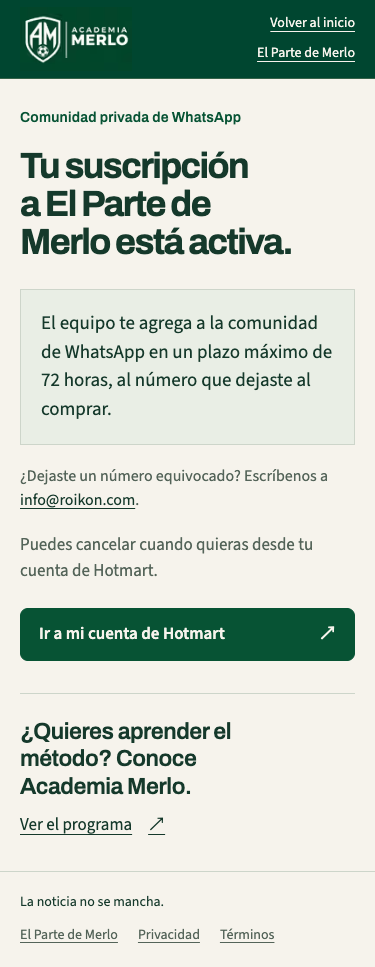 AM
ACADEMIA
MERLO
Volver al inicio
El Parte de Merlo
Comunidad privada de WhatsApp
Tu suscripción
a El Parte de
Merlo está activa.
El equipo te agrega a la comunidad
de WhatsApp en un plazo máximo de
72 horas, al número que dejaste al
comprar.
¿Dejaste un número equivocado? Escríbenos a
info@roikon.com.
Puedes cancelar cuando quieras desde tu
cuenta de Hotmart.
Ir a mi cuenta de Hotmart ↗
¿Quieres aprender el
método? Conoce
Academia Merlo.
Ver el programa ↗
La noticia no se mancha.
El Parte de Merlo Privacidad Términos